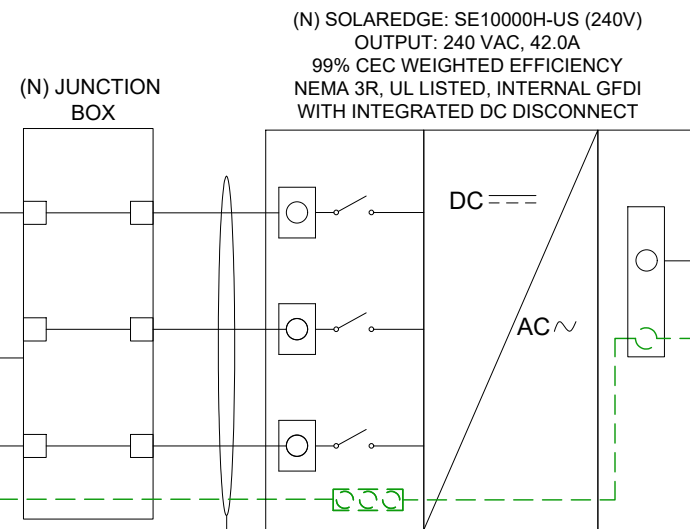 (N) SOLAREDGE: SE10000H-US (240V)
OUTPUT: 240 VAC, 42.0A
99% CEC WEIGHTED EFFICIENCY
NEMA 3R, UL LISTED, INTERNAL GFDI
WITH INTEGRATED DC DISCONNECT
(N) JUNCTION
BOX
DC
AC